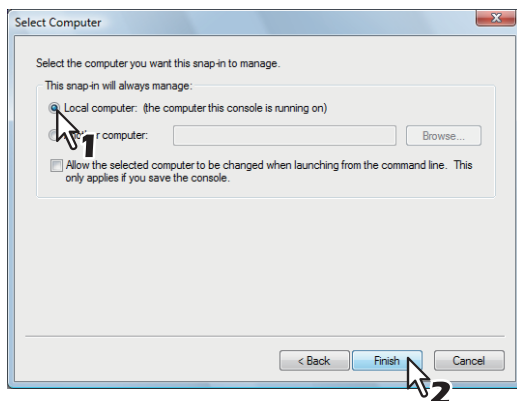 Select Computer
Select the computer you want this snap-in to manage.
This snap-in will always manage:
Local computer: (the computer this console is running on)
r computer:
Browse...
Allow the selected computer to be changed when launching from the command line. This
only applies if you save the console.
1
< Back
Finish
Cancel
2